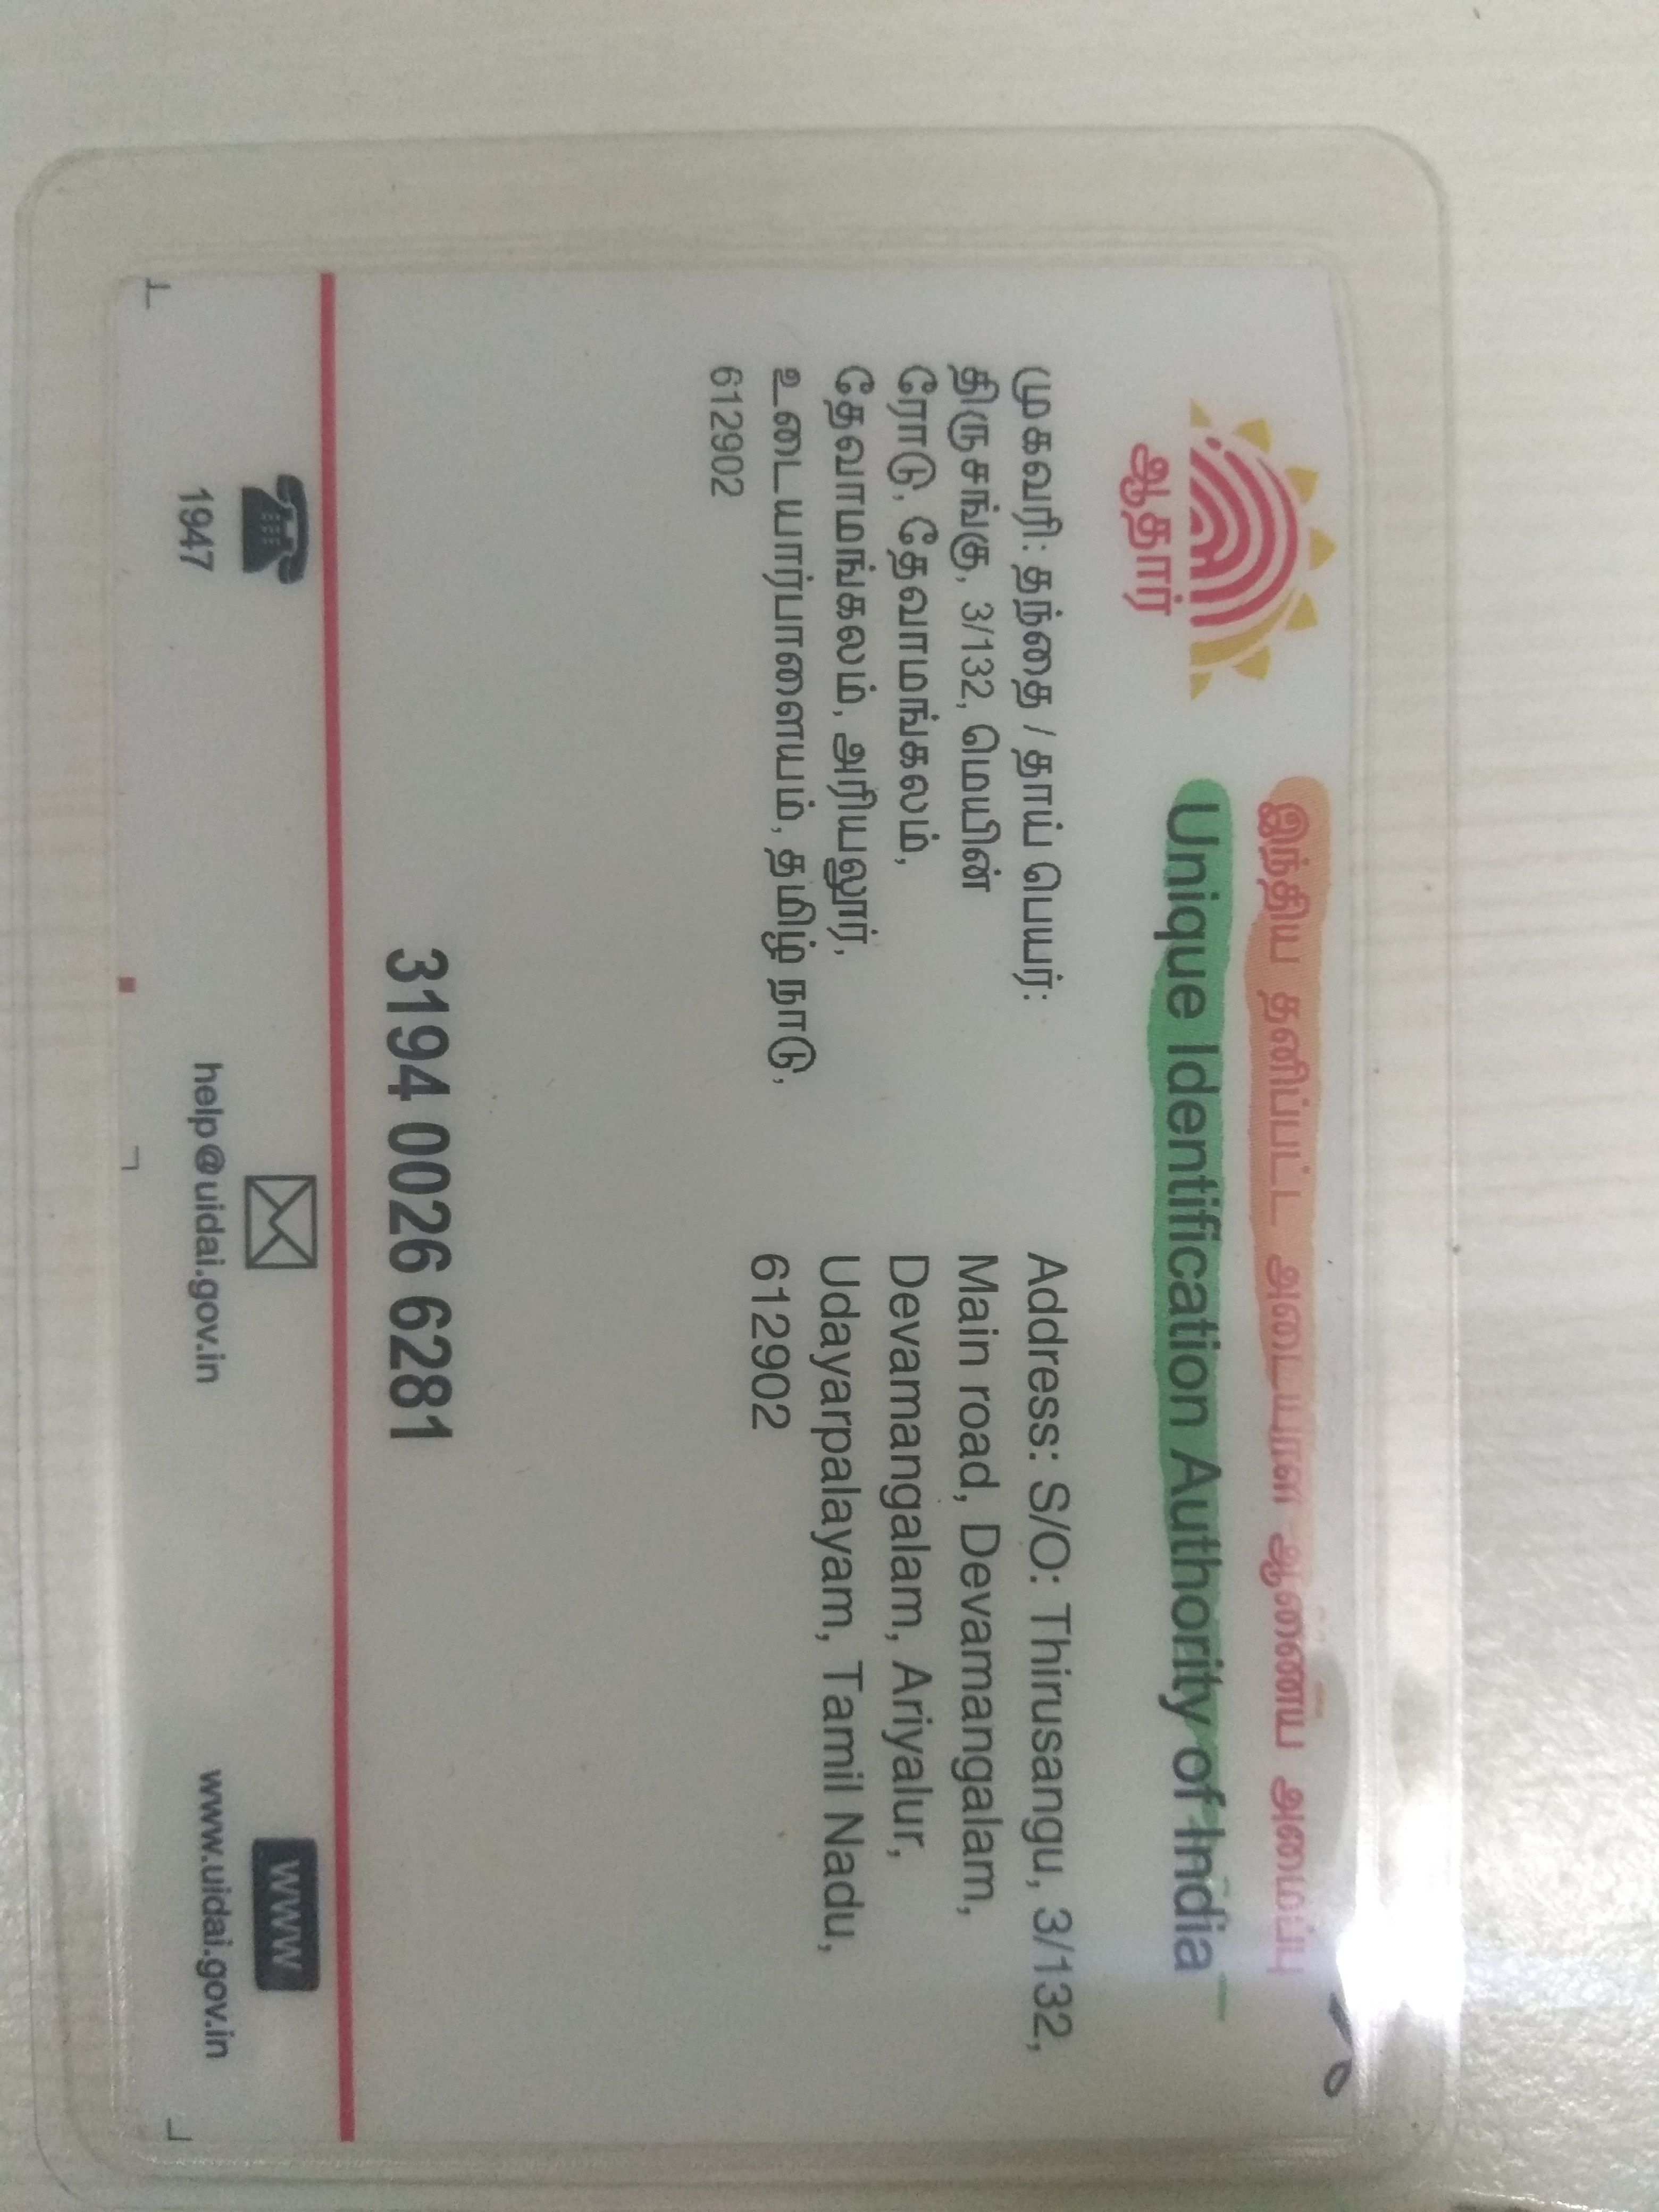 இந்திய தனிப்பட்ட அடையாள ஆணைய அமைப்பு
Unique Identification Authority of India
ஆதார்
முகவரி: தந்தை / தாய் பெயர்:
திருசங்கு, 3/132, மெயின்
ரோடு, தேவாமங்கலம்,
தேவாமங்கலம், அரியலூர்,
உடையார்பாளையம், தமிழ் நாடு,
612902
Address: S/O: Thirusangu, 3/132,
Main road, Devamangalam,
Devamangalam, Ariyalur,
Udayarpalayam, Tamil Nadu,
612902
3194 0026 6281
1947
help@uidai.gov.in
WWW
www.uidai.gov.in